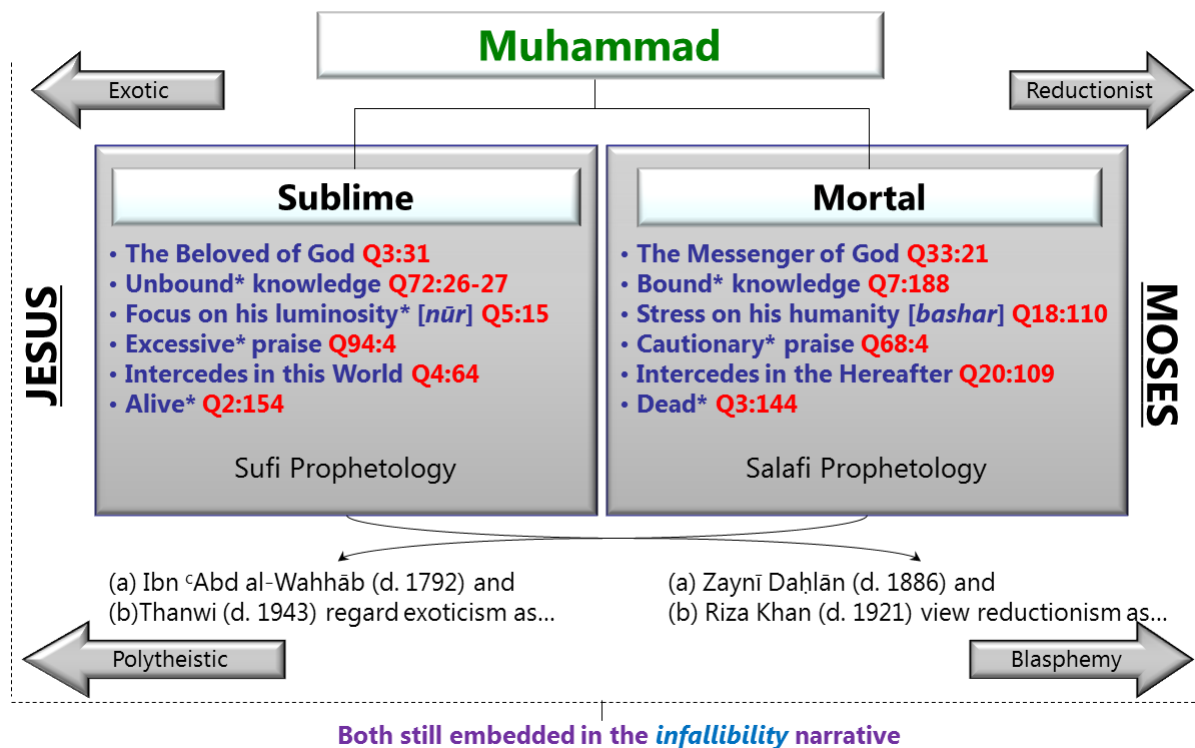 Muhammad
Exotic
Reductionist
JESUS
Sublime
• The Beloved of God Q3:31
• Unbound* knowledge Q72:26-27
• Focus on his luminosity* [nūr] Q5:15
• Excessive* praise Q94:4
• Intercedes in this World Q4:64
• Alive* Q2:154
Sufi Prophetology
Mortal
• The Messenger of God Q33:21
• Bound* knowledge Q7:188
• Stress on his humanity [bashar] Q18:110
• Cautionary* praise Q68:4
• Intercedes in the Hereafter Q20:109
• Dead* Q3:144
Salafi Prophetology
MOSES
(a) Ibn ᶜAbd al-Wahhāb (d. 1792) and
(b)Thanwi (d. 1943) regard exoticism as...
(a) Zaynī Daḥlān (d. 1886) and
(b) Riza Khan (d. 1921) view reductionism as...
Polytheistic
Blasphemy
Both still embedded in the infallibility narrative